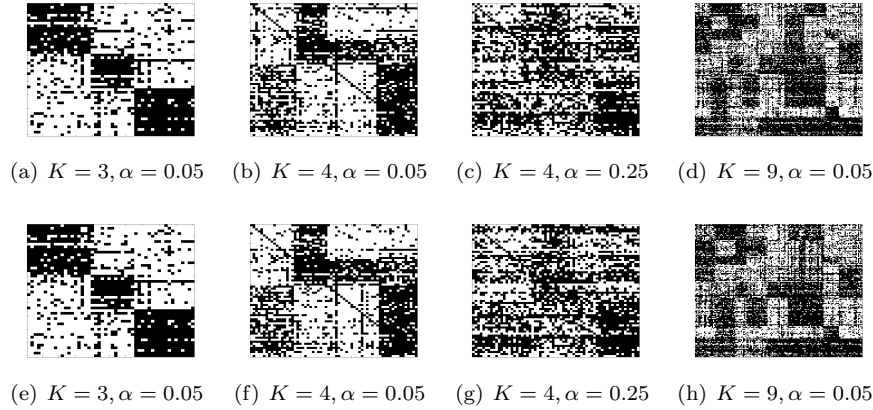 (a) K = 3, α = 0.05 (b) K = 4, α = 0.05 (c) K = 4, α = 0.25 (d) K = 9, α = 0.05
(e) K = 3, α = 0.05 (f) K = 4, α = 0.05 (g) K = 4, α = 0.25 (h) K = 9, α = 0.05